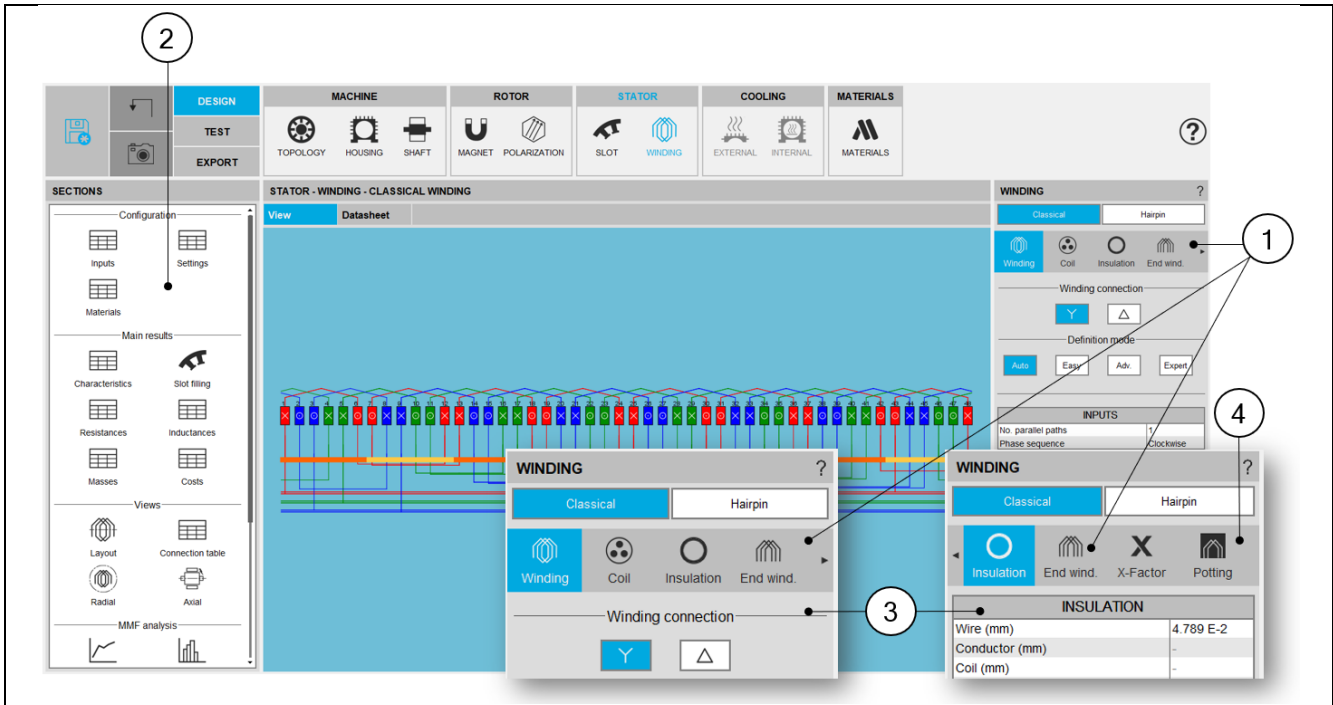 2
DESIGN
TEST
EXPORT
MACHINE
ROTOR
STATOR
COOLING
MATERIALS
TOPOLOGY HOUSING SHAFT MAGNET POLARIZATION SLOT WINDING EXTERNAL INTERNAL MATERIALS
?
SECTIONS
Configuration
Inputs Settings
Materials
Main results
Characteristics Slot filling
Resistances Inductances
Masses Costs
Views
Layout Connection table
Radial Axial
MMF analysis
STATOR - WINDING - CLASSICAL WINDING
View Datasheet
WINDING ?
Classical Hairpin
Winding Coil Insulation End wind.
Winding connection
Definition mode
Auto Easy Adv. Expert
INPUTS
No. parallel paths 1
Phase sequence Clockwise
1
4
WINDING ?
Classical Hairpin
Winding Coil Insulation End wind.
Winding connection
3
WINDING ?
Classical Hairpin
Insulation End wind. X-Factor Potting
INSULATION
Wire (mm) 4.789 E-2
Conductor (mm) -
Coil (mm) -